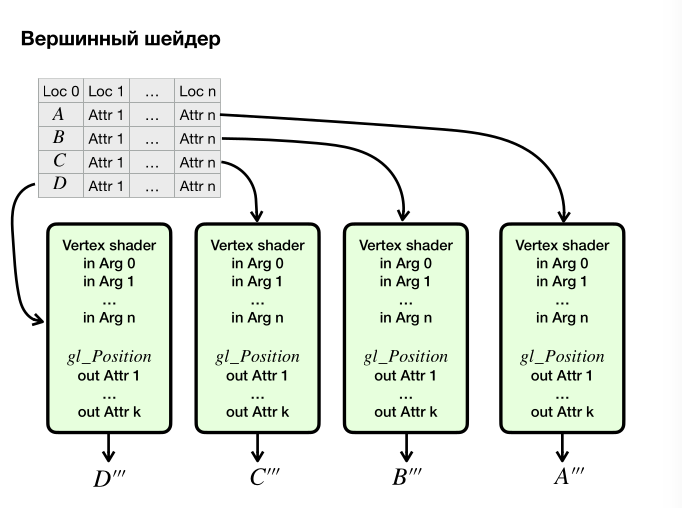 Вершинный шейдер
Loc 0 Loc 1 ... Loc n
A Attr 1 ... Attr n
B Attr 1 ... Attr n
C Attr 1 ... Attr n
D Attr 1 ... Attr n
Vertex shader
in Arg 0
in Arg 1
...
in Arg n
gl_Position
out Attr 1
...
out Attr k
D‴
Vertex shader
in Arg 0
in Arg 1
...
in Arg n
gl_Position
out Attr 1
...
out Attr k
C‴
Vertex shader
in Arg 0
in Arg 1
...
in Arg n
gl_Position
out Attr 1
...
out Attr k
B‴
Vertex shader
in Arg 0
in Arg 1
...
in Arg n
gl_Position
out Attr 1
...
out Attr k
A‴